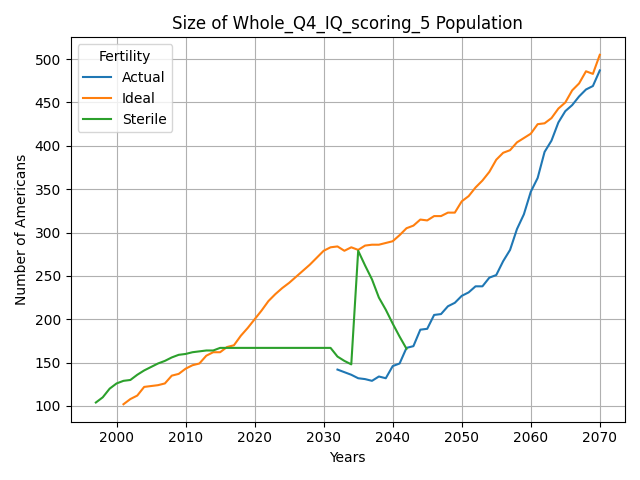 Size of Whole_Q4_IQ_scoring_5 Population
Fertility
Actual
Ideal
Sterile
Number of Americans
500
450
400
350
300
250
200
150
100
2000 2010 2020 2030 2040 2050 2060 2070
Years